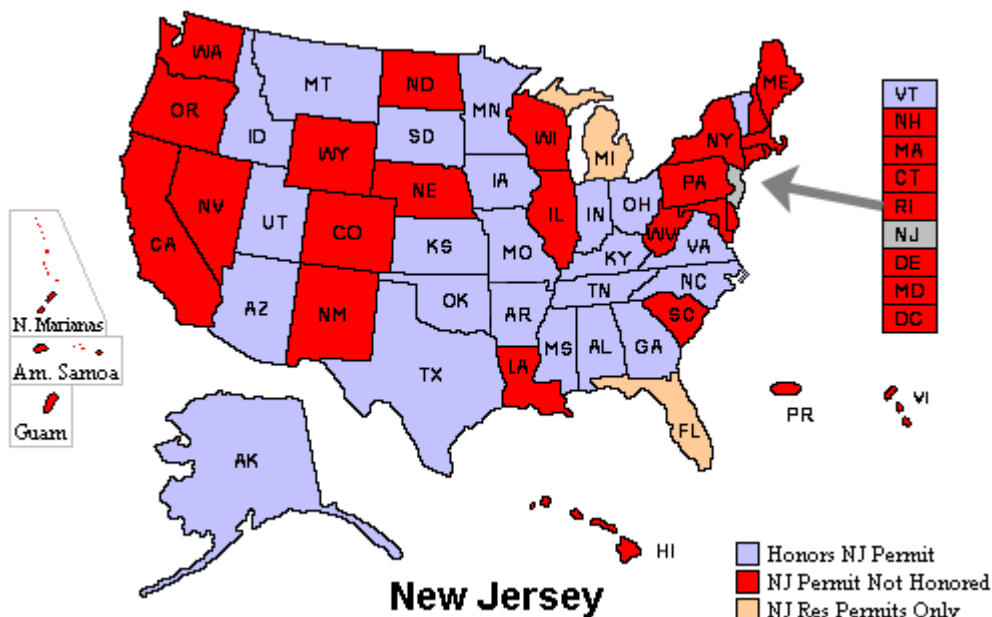 WA
MT
ND
MN
ME
OR
ID
SD
WI
NY
WY
MI
IA
PA
NE
NV
UT
IL
IN
OH
CO
WV
CA
KS
MO
VA
KY
NC
TN
AZ
OK
NM
AR
SC
MS
AL
GA
LA
TX
FL
AK
HI
VT
NH
MA
CT
RI
NJ
DE
MD
DC
N. Marianas
Am. Samoa
Guam
PR
VI
New Jersey
Honors NJ Permit
NJ Permit Not Honored
NJ Res Permits Only